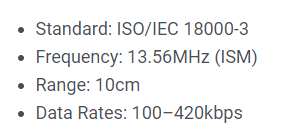 • Standard: ISO/IEC 18000-3
• Frequency: 13.56MHz (ISM)
• Range: 10cm
• Data Rates: 100–420kbps